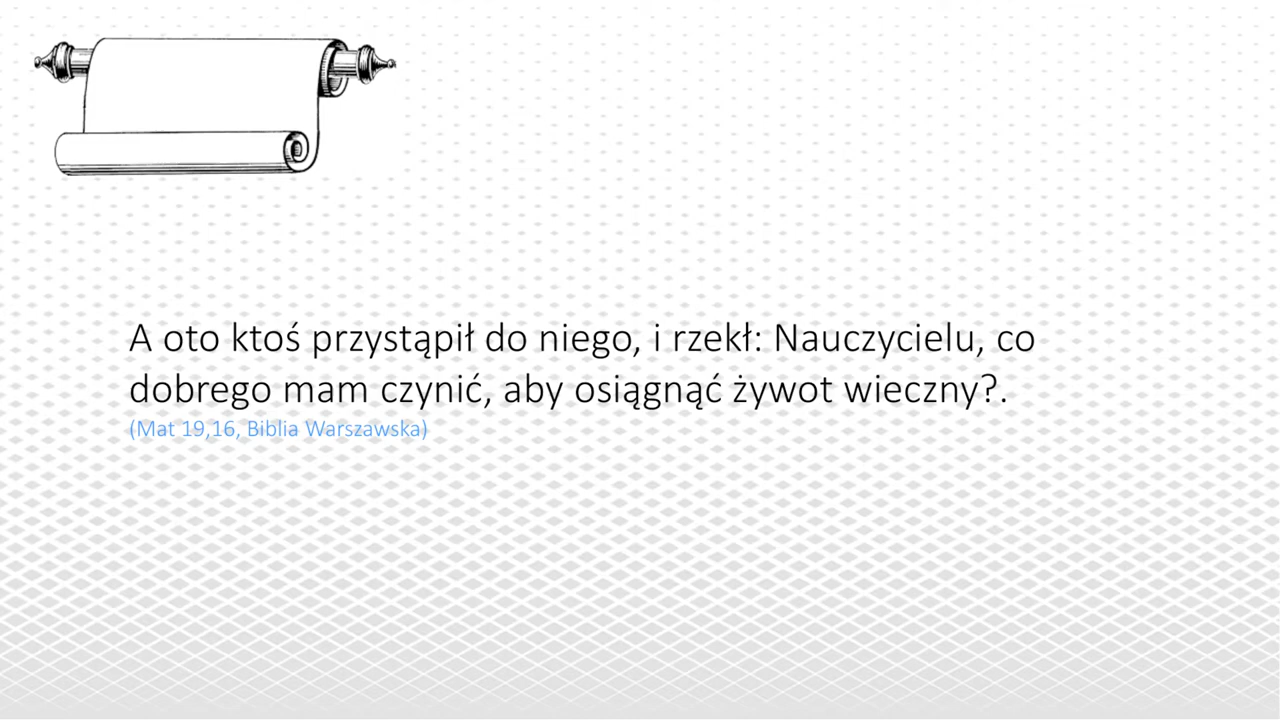 A oto ktoś przystąpił do niego, i rzekł: Nauczycielu, co
dobrego mam czynić, aby osiągnąć żywot wieczny?.
(Mat 19,16, Biblia Warszawska)